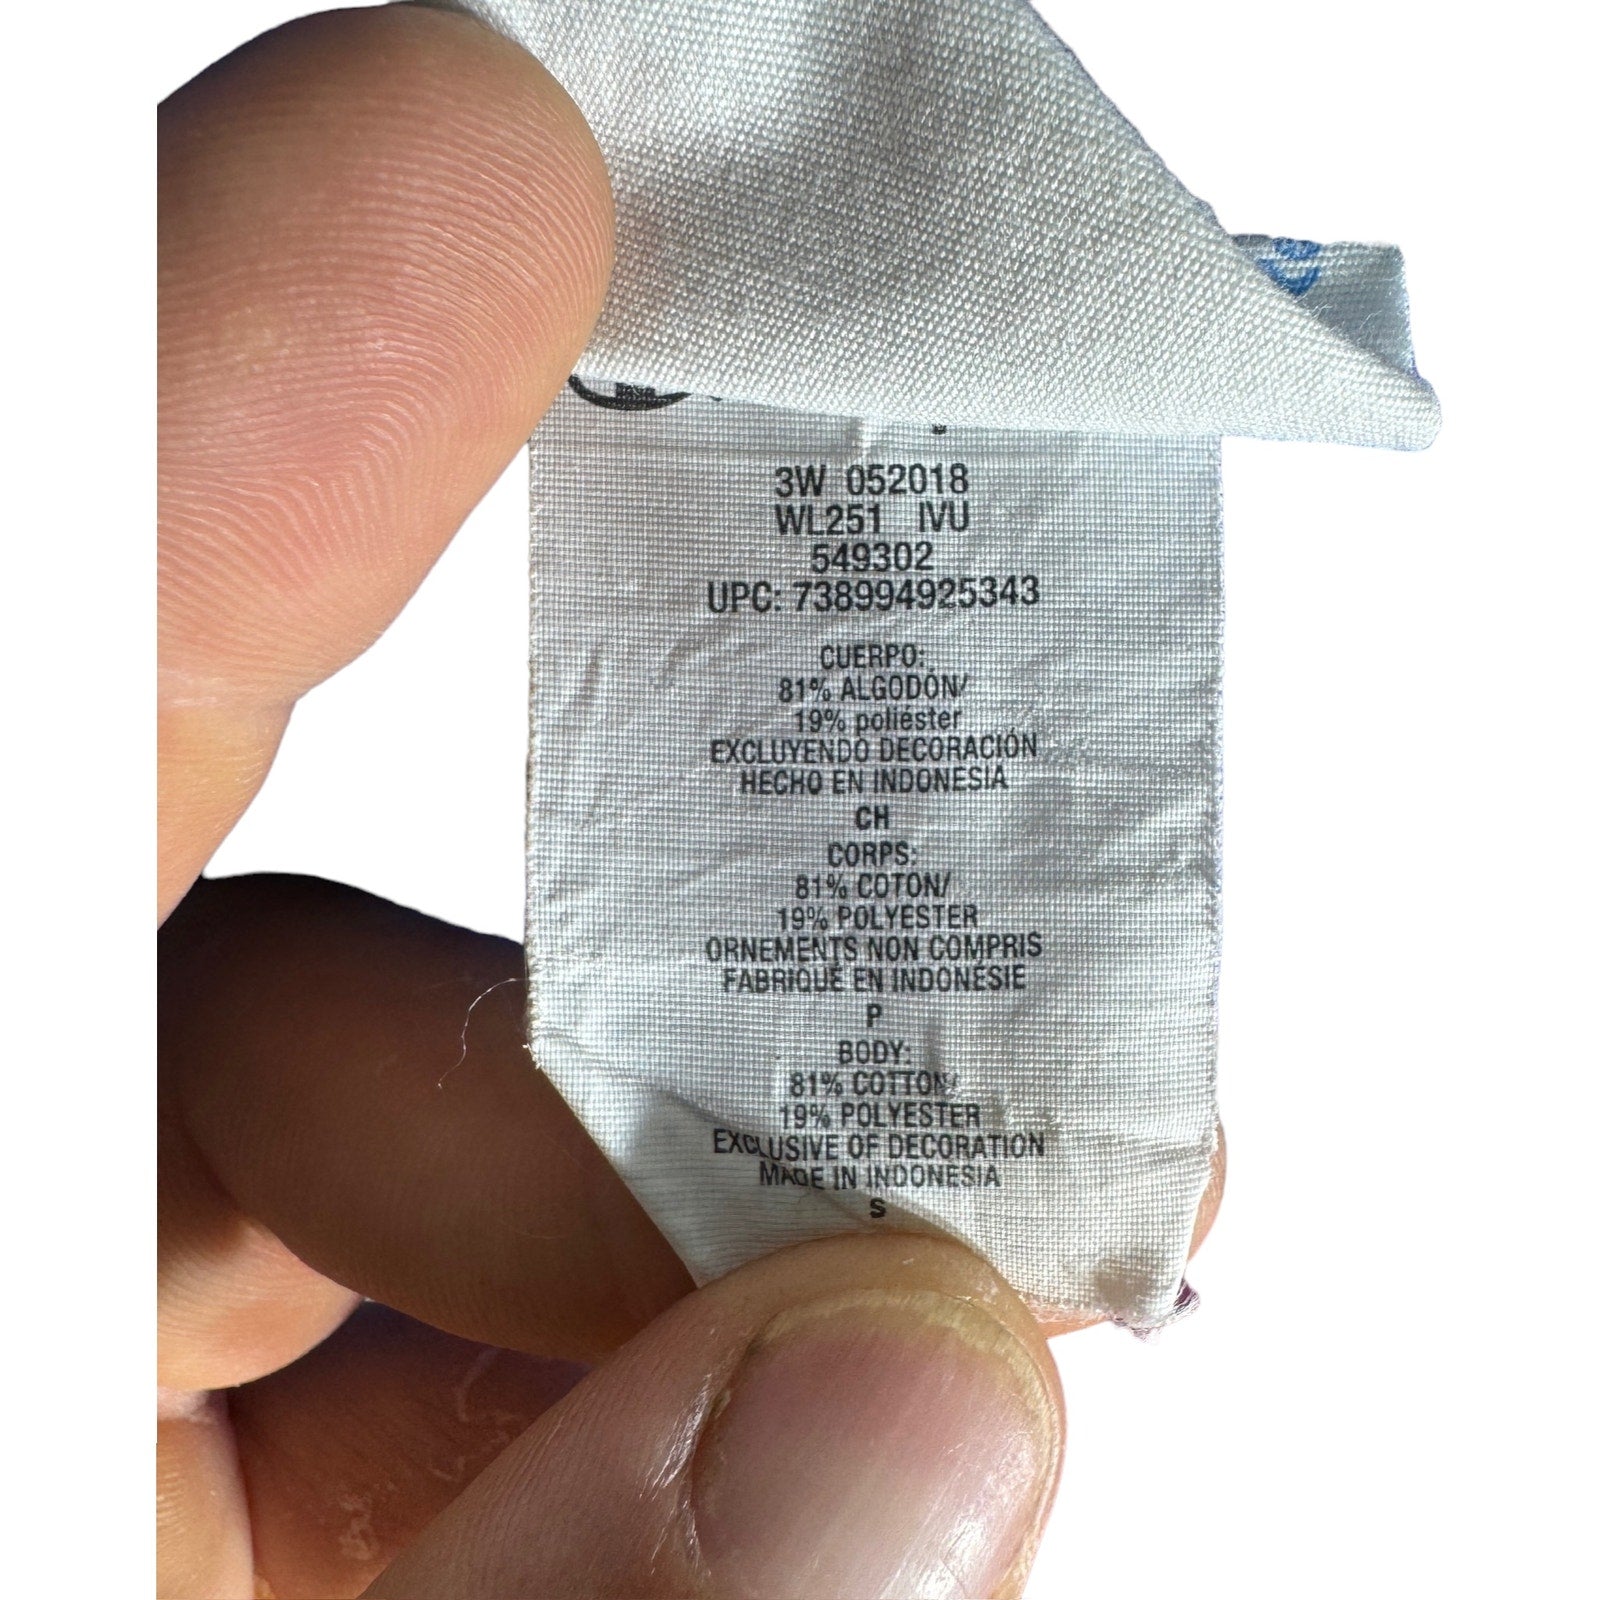 3W 052018
WL251 IVU
549302
UPC: 738994925343
CUERPO:
81% ALGODÓN/
19% poliéster
EXCLUYENDO DECORACIÓN
HECHO EN INDONESIA
CH
CORPS:
81% COTON/
19% POLYESTER
ORNEMENTS NON COMPRIS
FABRIQUÉ EN INDONÉSIE
P
BODY:
81% COTTON/
19% POLYESTER
EXCLUSIVE OF DECORATION
MADE IN INDONESIA
S